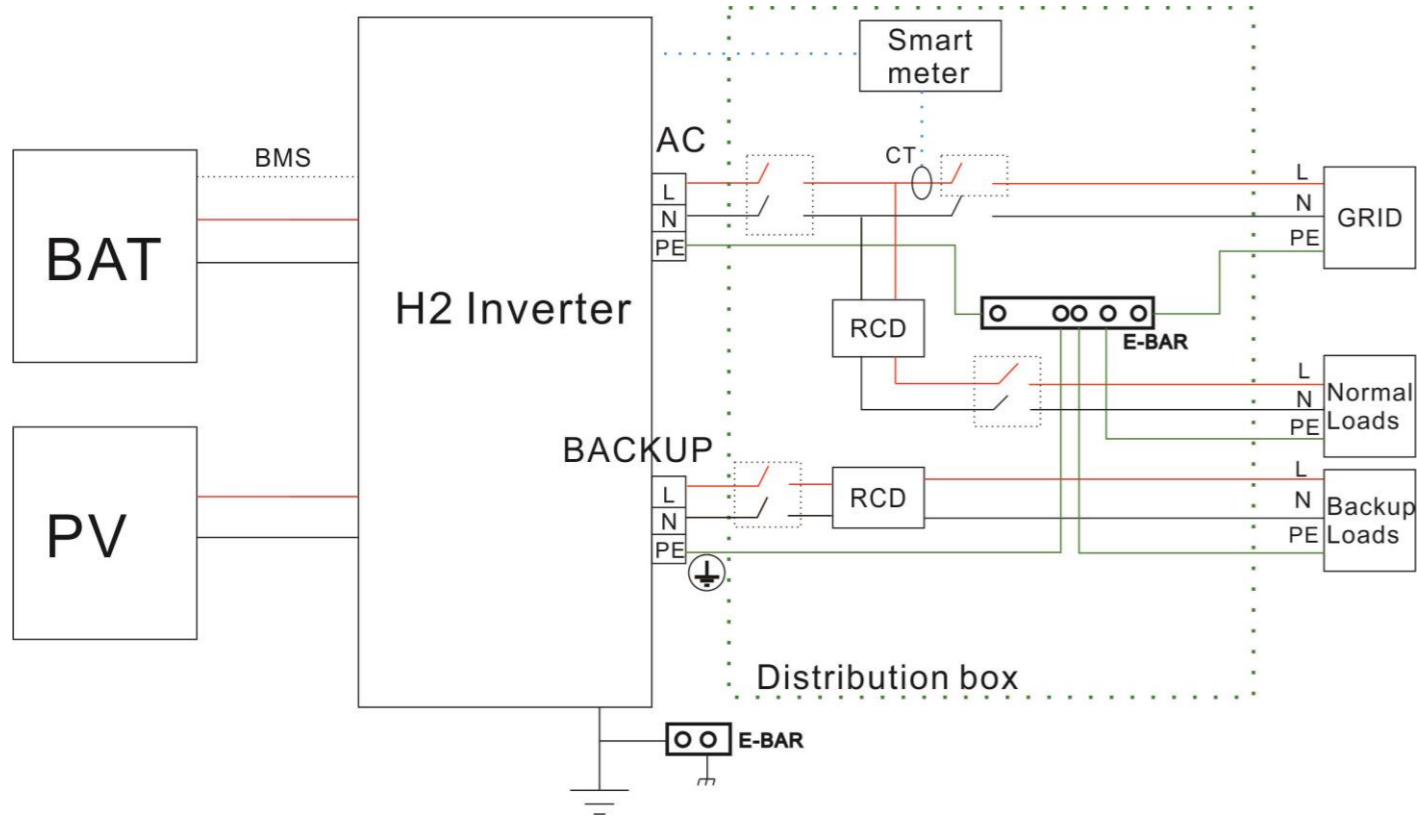 Smart
meter
AC
BMS
CT
L
L
N
N
GRID
PE
PE
BAT
H2 Inverter
RCD
E-BAR
L
Normal
N
Loads
PE
BACKUP
L
L
RCD
N
Backup
N
PE
Loads
PE
PV
Distribution box
E-BAR